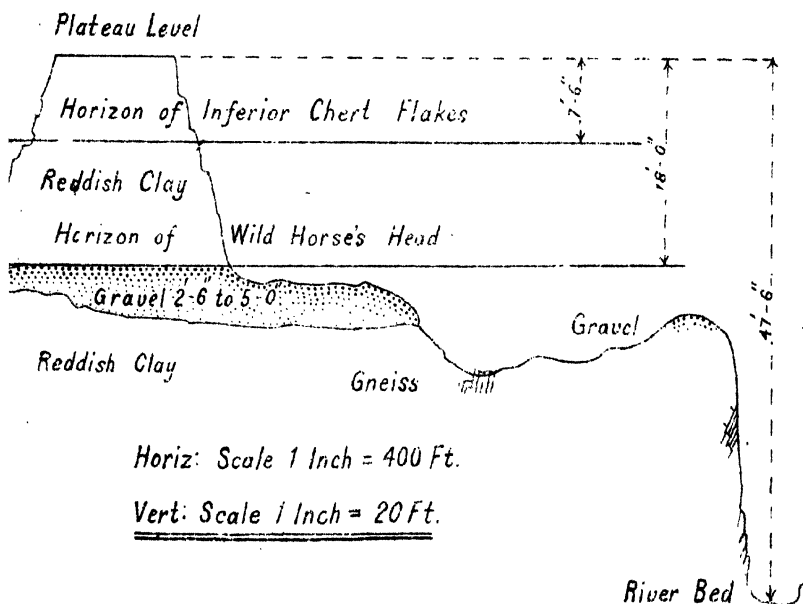 Plateau Level
Horizon of Inferior Chert Flakes
7'-6"
18'-0"
47'-6"
Reddish Clay
Horizon of Wild Horse's Head
Gravel 2'-6" to 5'-0"
Gravel
Reddish Clay
Gneiss
Horiz: Scale 1 Inch = 400 Ft.
Vert: Scale 1 Inch = 20 Ft.
River Bed